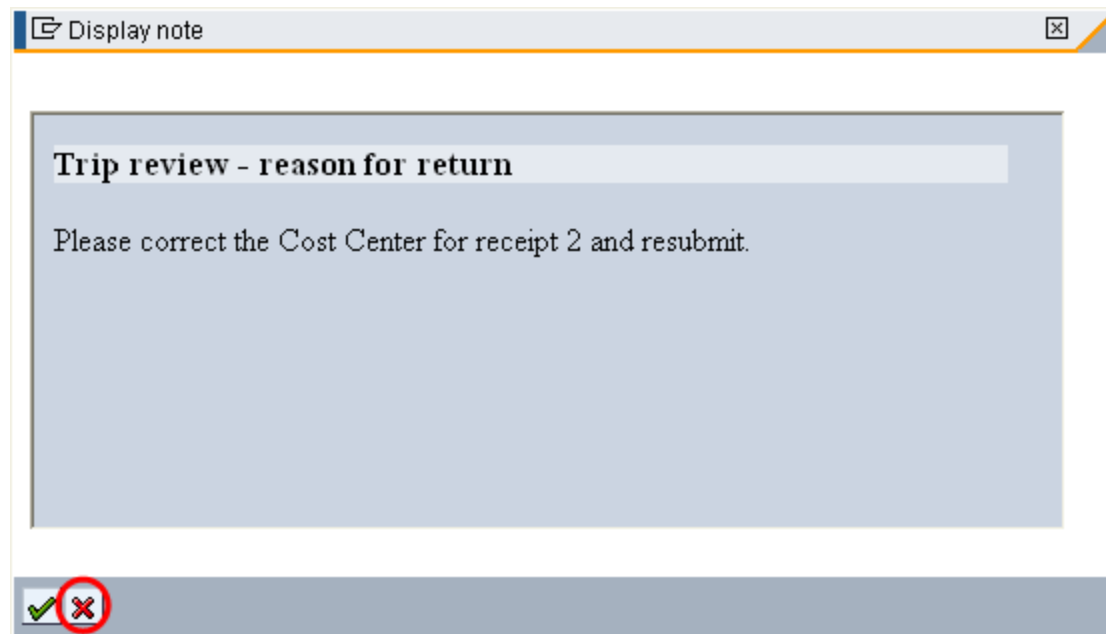 Display note
Trip review - reason for return
Please correct the Cost Center for receipt 2 and resubmit.